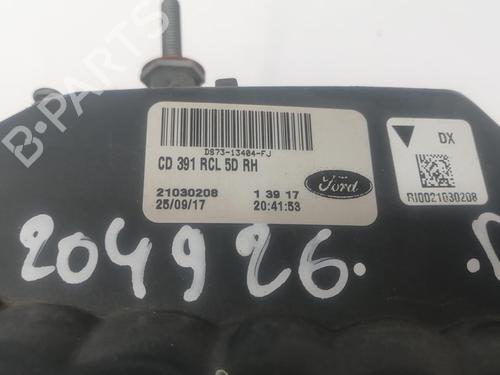 DS73-13404-FJ
CD 391 RCL 5D RH
21030208 1 39 17
25/09/17 20:41:53
Ford
DX
RI0021030208
204926.
B-PARTS